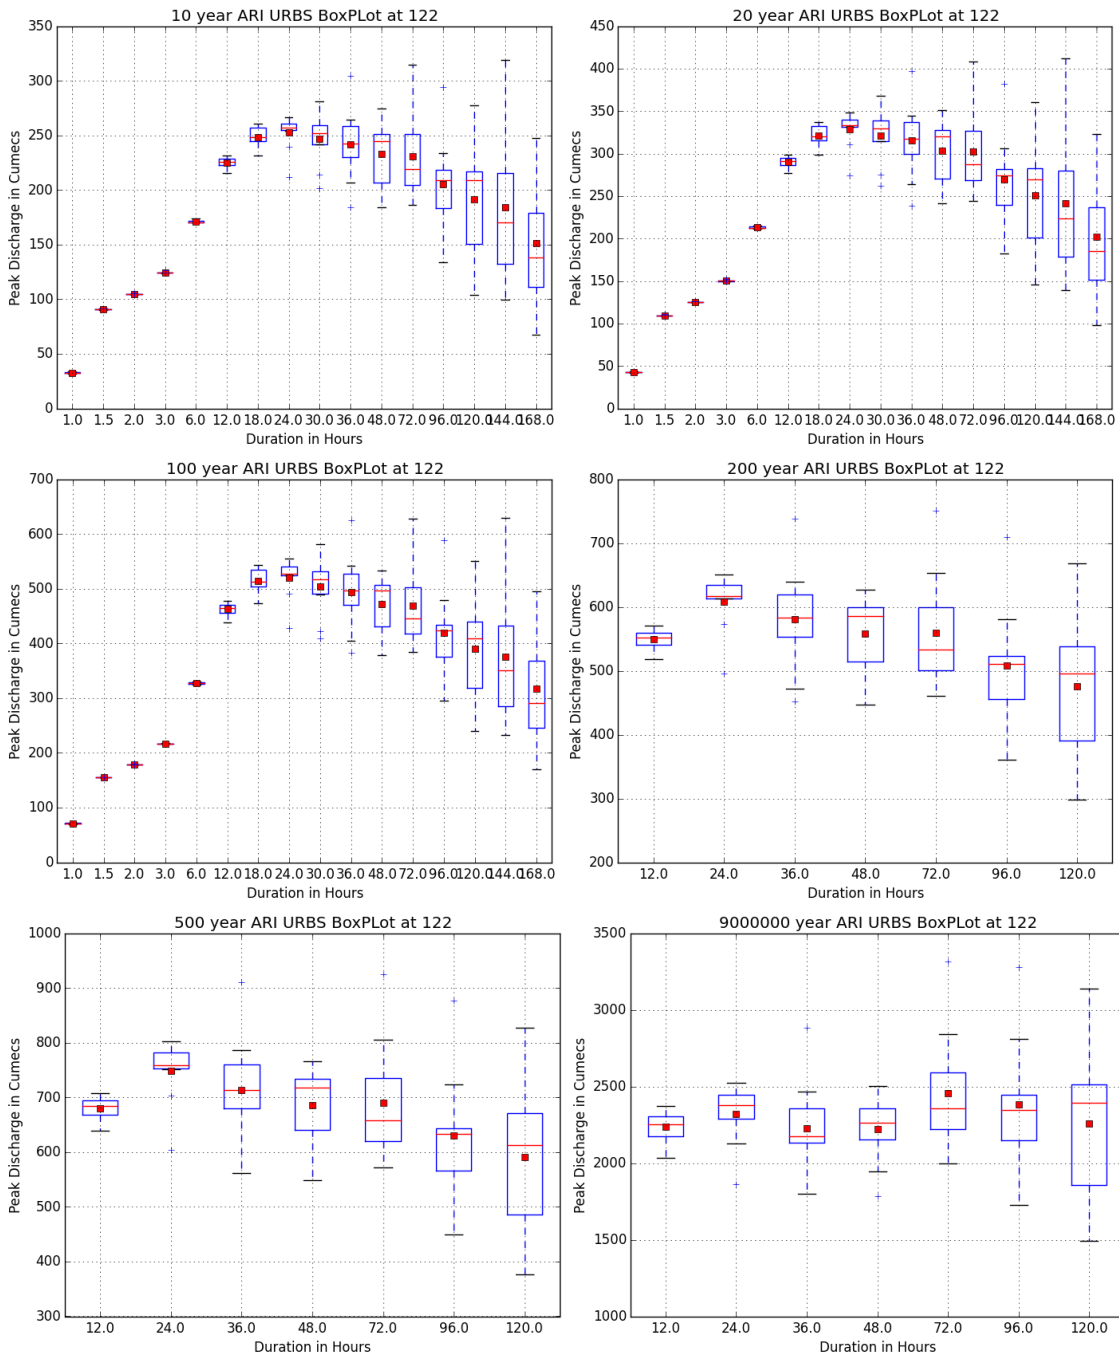 10 year ARI URBS BoxPLot at 122
350
300
250
200
150
100
50
0
Peak Discharge in Cumecs
1.0 1.5 2.0 3.0 6.0 12.0 18.0 24.0 30.0 36.0 48.0 72.0 96.0 120.0 144.0 168.0
Duration in Hours
20 year ARI URBS BoxPLot at 122
450
400
350
300
250
200
150
100
50
0
Peak Discharge in Cumecs
1.0 1.5 2.0 3.0 6.0 12.0 18.0 24.0 30.0 36.0 48.0 72.0 96.0 120.0 144.0 168.0
Duration in Hours
100 year ARI URBS BoxPLot at 122
700
600
500
400
300
200
100
0
Peak Discharge in Cumecs
1.0 1.5 2.0 3.0 6.0 12.0 18.0 24.0 30.0 36.0 48.0 72.0 96.0 120.0 144.0 168.0
Duration in Hours
200 year ARI URBS BoxPLot at 122
800
700
600
500
400
300
200
Peak Discharge in Cumecs
12.0 24.0 36.0 48.0 72.0 96.0 120.0
Duration in Hours
500 year ARI URBS BoxPLot at 122
1000
900
800
700
600
500
400
300
Peak Discharge in Cumecs
12.0 24.0 36.0 48.0 72.0 96.0 120.0
Duration in Hours
9000000 year ARI URBS BoxPLot at 122
3500
3000
2500
2000
1500
1000
Peak Discharge in Cumecs
12.0 24.0 36.0 48.0 72.0 96.0 120.0
Duration in Hours